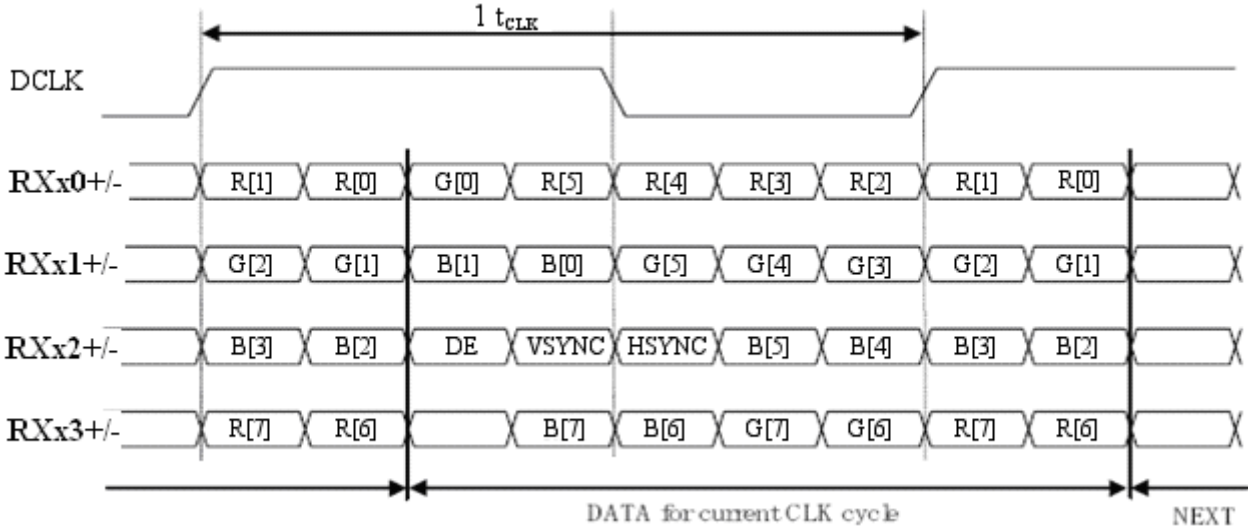 1 tCLK
DCLK
RXx0+/- R[1] R[0] G[0] R[5] R[4] R[3] R[2] R[1] R[0]
RXx1+/- G[2] G[1] B[1] B[0] G[5] G[4] G[3] G[2] G[1]
RXx2+/- B[3] B[2] DE VSYNC HSYNC B[5] B[4] B[3] B[2]
RXx3+/- R[7] R[6] B[7] B[6] G[7] G[6] R[7] R[6]
DATA for current CLK cycle NEXT